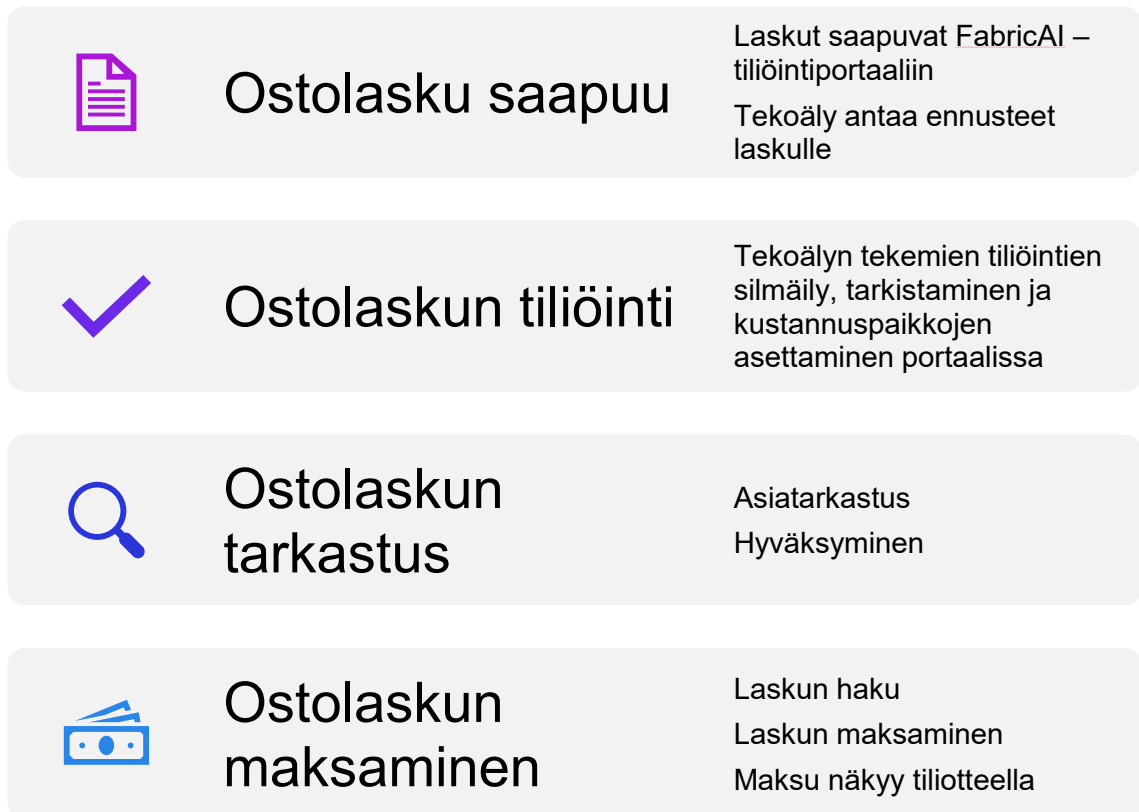 Ostolasku saapuu
Laskut saapuvat FabricAI –
tiliöintiportaaliin
Tekoäly antaa ennusteet
laskulle
Ostolaskun tiliöinti
Tekoälyn tekemien tiliöintien
silmäily, tarkistaminen ja
kustannuspaikkojen
asettaminen portaalissa
Ostolaskun
tarkastus
Asiatarkastus
Hyväksyminen
Ostolaskun
maksaminen
Laskun haku
Laskun maksaminen
Maksu näkyy tiliotteella